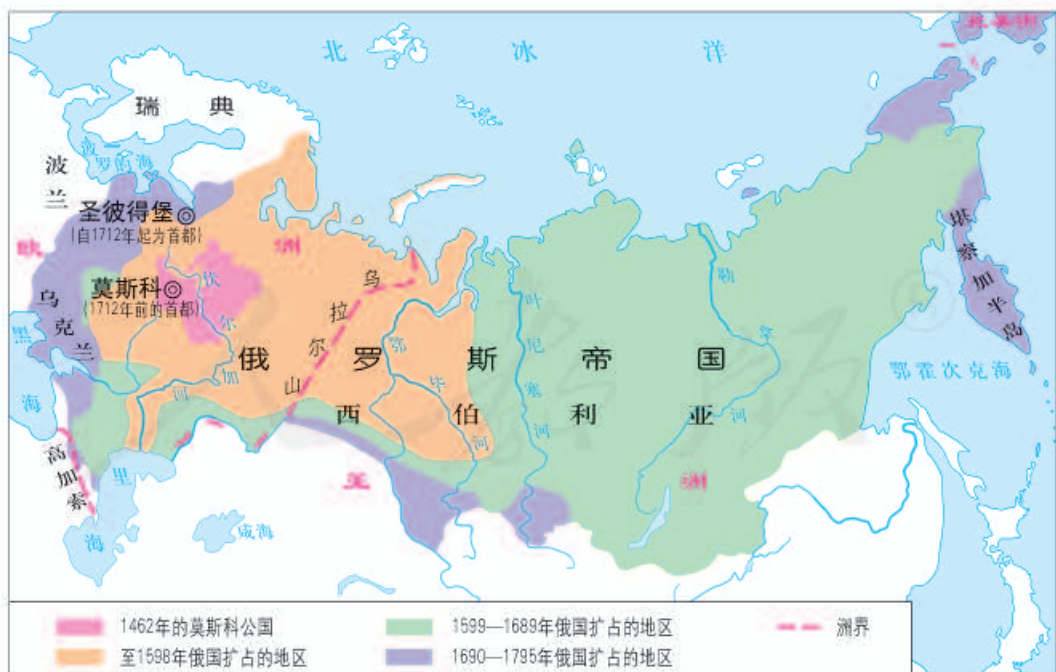 北冰洋
北美洲
瑞典
波罗的海
波兰
圣彼得堡
(自1712年起为首都)
欧洲
莫斯科
(1712年前的首都)
伏尔加河
乌拉尔山
乌克兰
黑海
俄罗斯帝国
西伯利亚
鄂毕河
叶尼塞河
勒拿河
堪察加半岛
鄂霍次克海
高加索
里海
咸海
亚洲
1462年的莫斯科公国
1599—1689年俄国扩占的地区
洲界
至1598年俄国扩占的地区
1690—1795年俄国扩占的地区